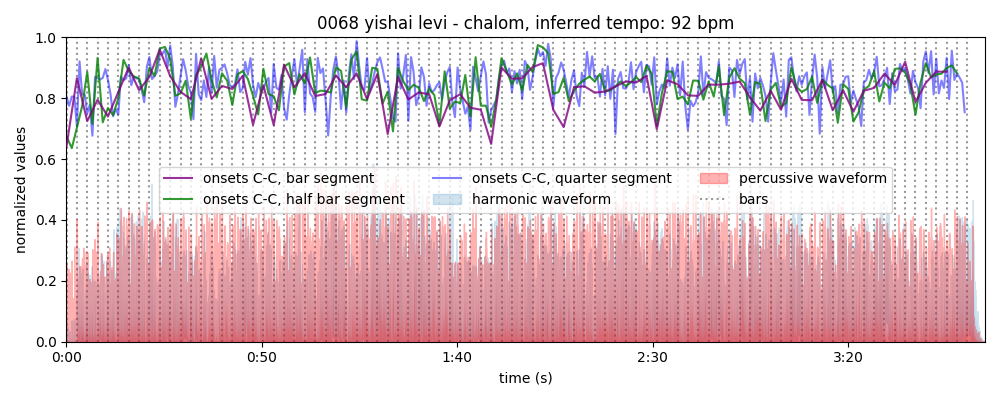 0068 yishai levi - chalom, inferred tempo: 92 bpm
normalized values
1.0
0.8
0.6
0.4
0.2
0.0
onsets C-C, bar segment
onsets C-C, half bar segment
onsets C-C, quarter segment
harmonic waveform
percussive waveform
bars
0:00 0:50 1:40 2:30 3:20
time (s)